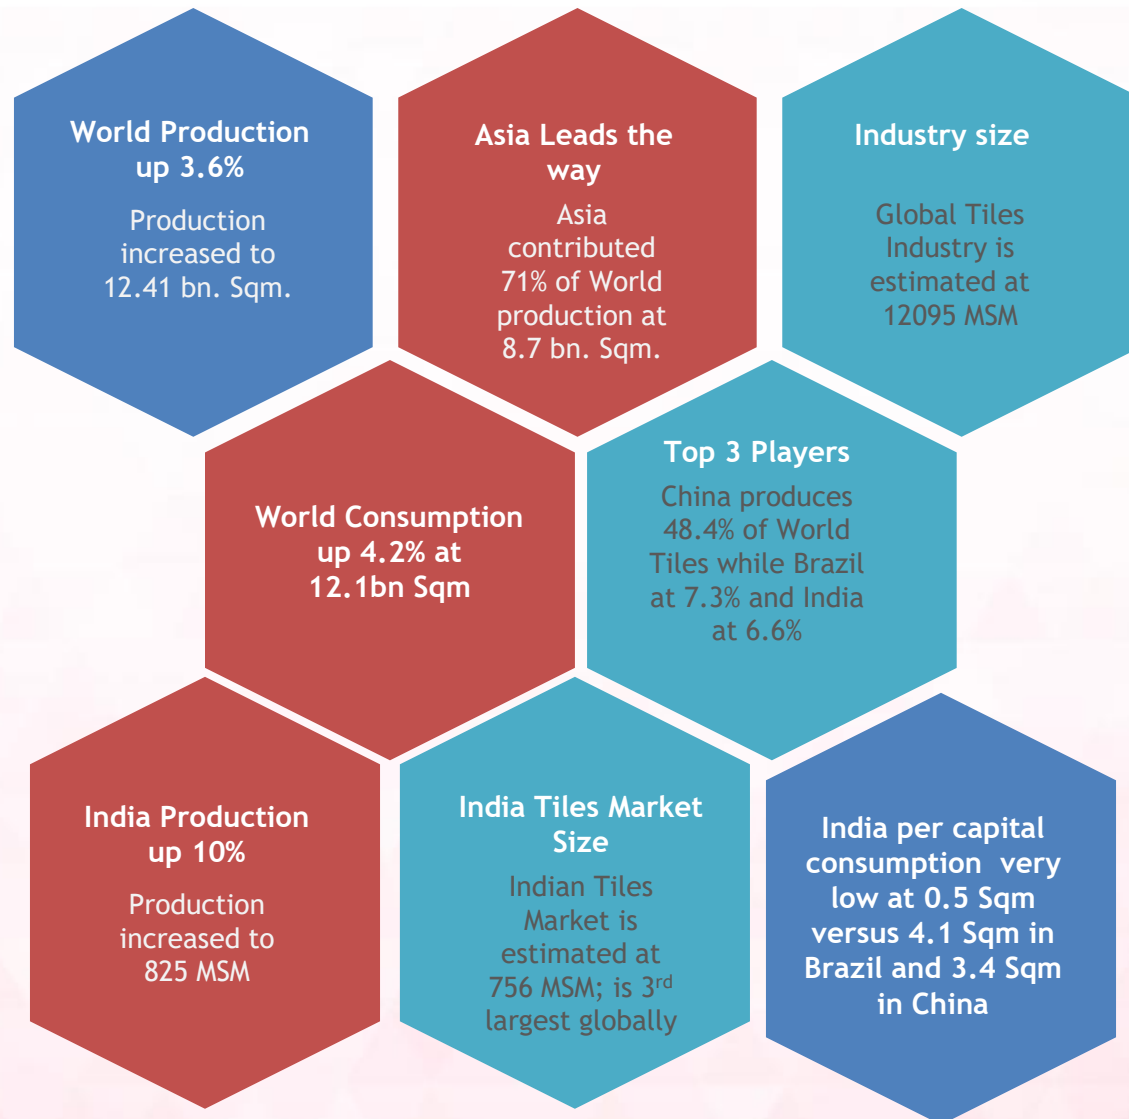 World Production
up 3.6%
Production
increased to
12.41 bn. Sqm.
Asia Leads the
way
Asia
contributed
71% of World
production at
8.7 bn. Sqm.
Industry size
Global Tiles
Industry is
estimated at
12095 MSM
World Consumption
up 4.2% at
12.1bn Sqm
Top 3 Players
China produces
48.4% of World
Tiles while Brazil
at 7.3% and India
at 6.6%
India Production
up 10%
Production
increased to
825 MSM
India Tiles Market
Size
Indian Tiles
Market is
estimated at
756 MSM; is 3rd
largest globally
India per capital
consumption  very
low at 0.5 Sqm
versus 4.1 Sqm in
Brazil and 3.4 Sqm
in China